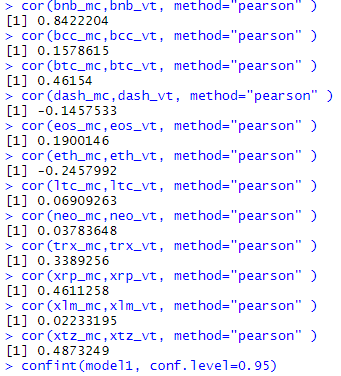 > cor(bnb_mc,bnb_vt, method="pearson" )
[1] 0.8422204
> cor(bcc_mc,bcc_vt, method="pearson" )
[1] 0.1578615
> cor(btc_mc,btc_vt, method="pearson" )
[1] 0.46154
> cor(dash_mc,dash_vt, method="pearson" )
[1] -0.1457533
> cor(eos_mc,eos_vt, method="pearson" )
[1] 0.1900146
> cor(eth_mc,eth_vt, method="pearson" )
[1] -0.2457992
> cor(ltc_mc,ltc_vt, method="pearson" )
[1] 0.06909263
> cor(neo_mc,neo_vt, method="pearson" )
[1] 0.03783648
> cor(trx_mc,trx_vt, method="pearson" )
[1] 0.3389256
> cor(xrp_mc,xrp_vt, method="pearson" )
[1] 0.4611258
> cor(xlm_mc,xlm_vt, method="pearson" )
[1] 0.02233195
> cor(xtz_mc,xtz_vt, method="pearson" )
[1] 0.4873249
> confint(model1, conf.level=0.95)